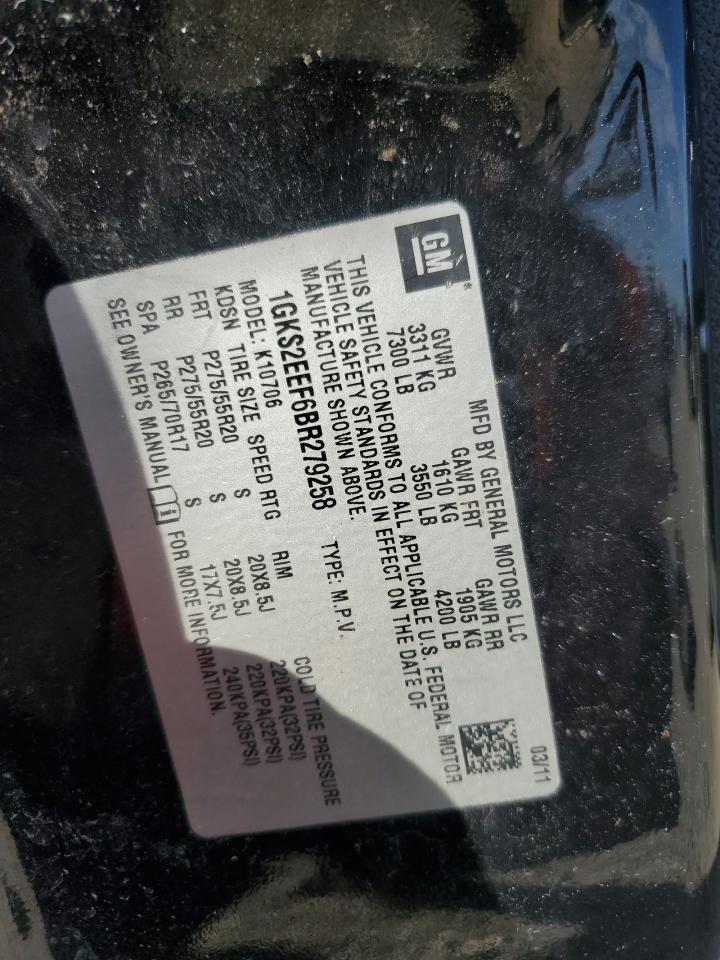 GM ®
MFD BY GENERAL MOTORS LLC 03/11
GVWR GAWR FRT GAWR RR
3311 KG 1610 KG 1905 KG
7300 LB 3550 LB 4200 LB
THIS VEHICLE CONFORMS TO ALL APPLICABLE U.S. FEDERAL MOTOR
VEHICLE SAFETY STANDARDS IN EFFECT ON THE DATE OF
MANUFACTURE SHOWN ABOVE.
1GKS2EEF6BR279258 TYPE: M.P.V.
MODEL: K10706
KDSN TIRE SIZE SPEED RTG RIM COLD TIRE PRESSURE
FRT P275/55R20 S 20X8.5J 220KPA(32PSI)
RR P275/55R20 S 20X8.5J 220KPA(32PSI)
SPA P265/70R17 17X7.5J 240KPA(35PSI)
SEE OWNER'S MANUAL FOR MORE INFORMATION.